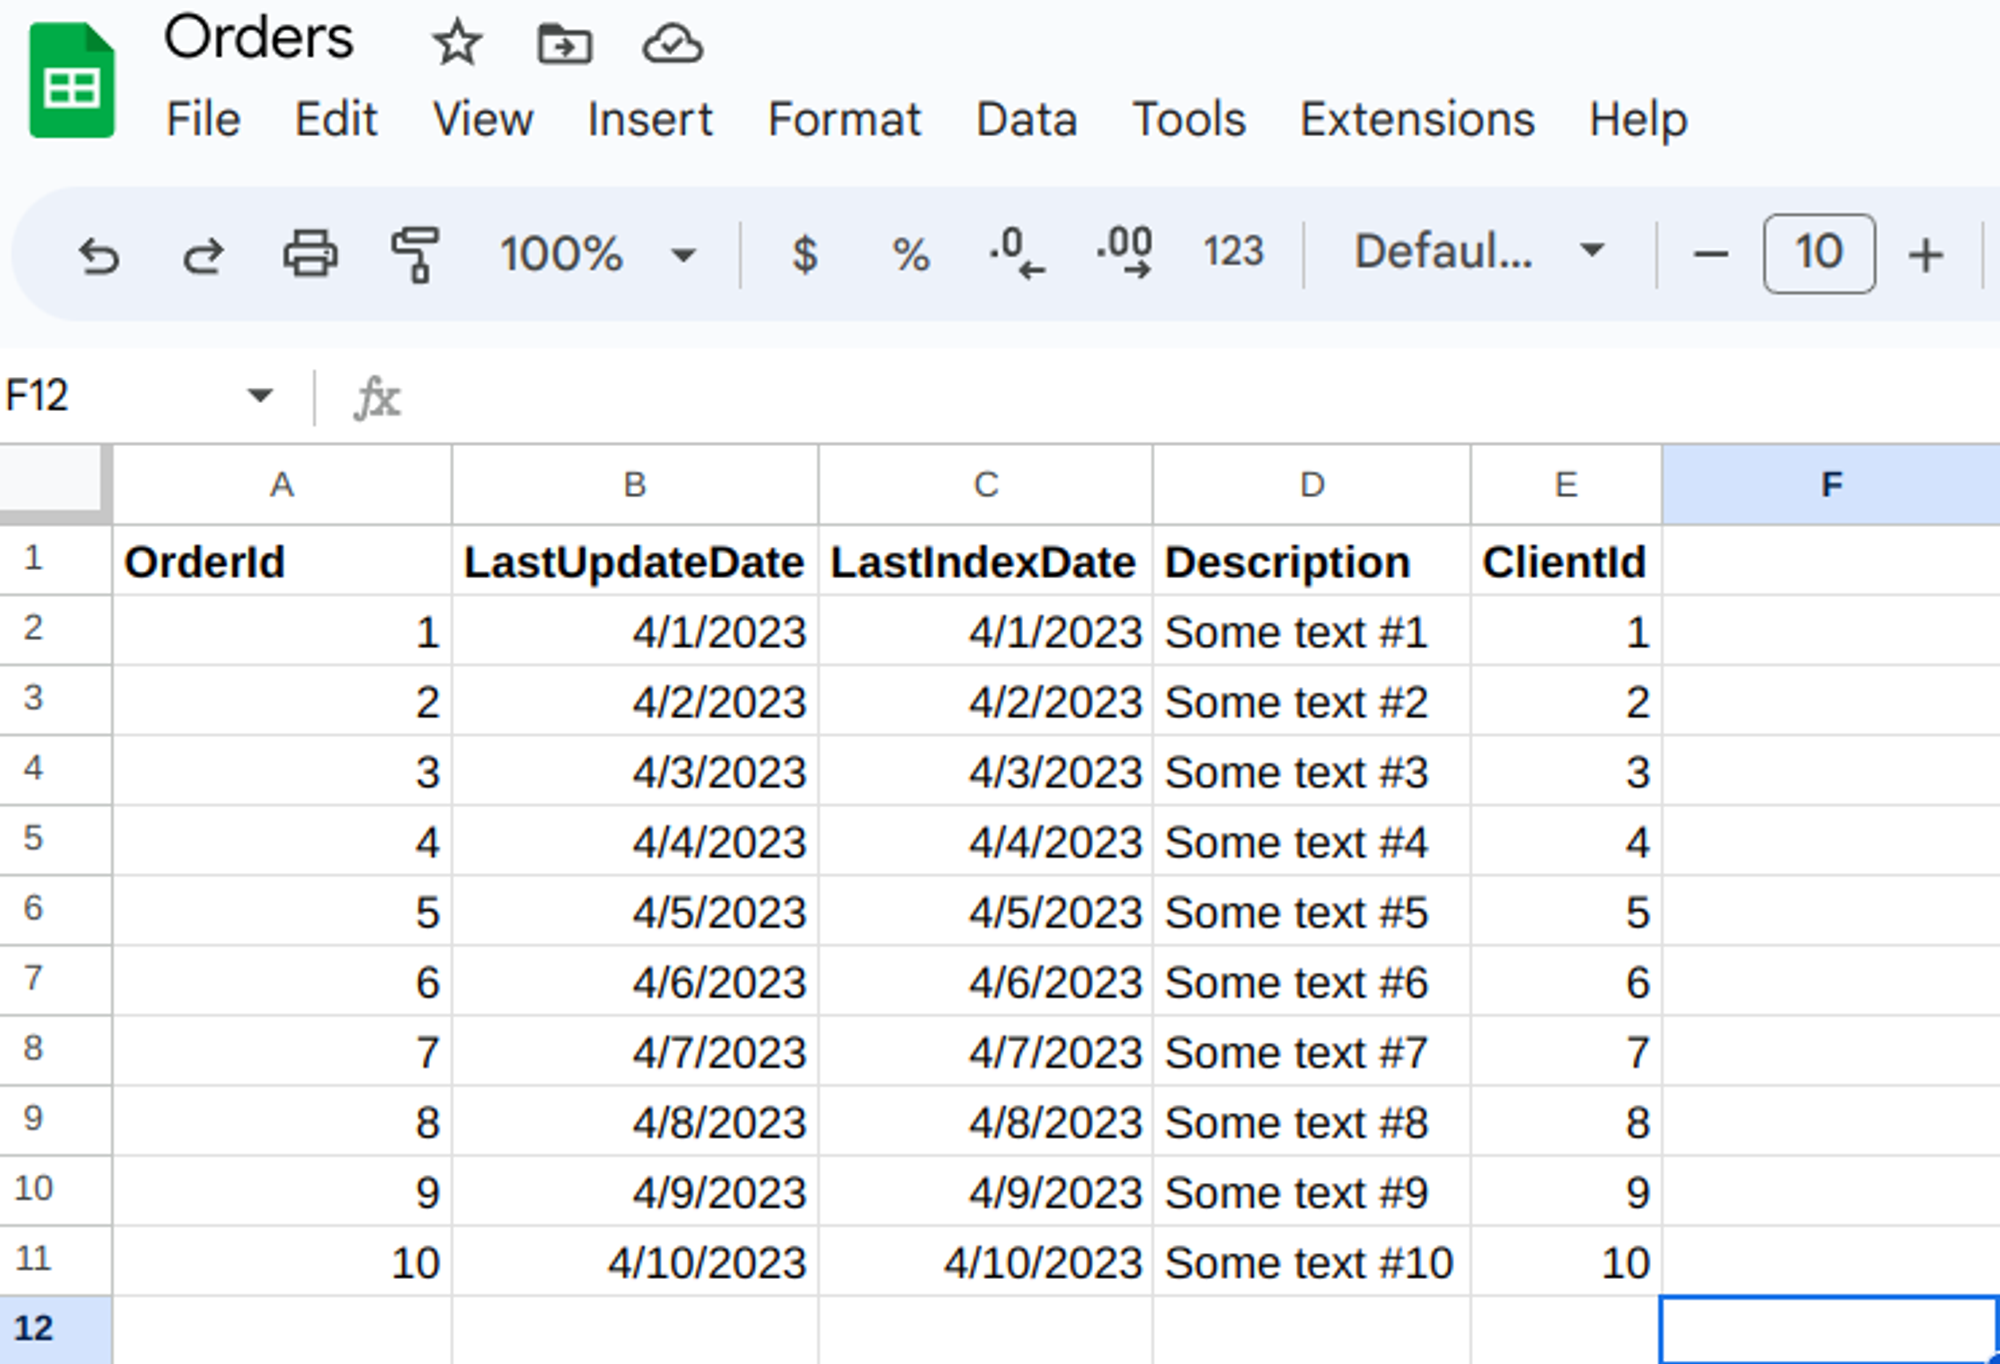 Orders
File Edit View Insert Format Data Tools Extensions Help
100% $ % .0 .00 123 Defaul... 10
F12 fx
A B C D E F
1 OrderId LastUpdateDate LastIndexDate Description ClientId
2 1 4/1/2023 4/1/2023 Some text #1 1
3 2 4/2/2023 4/2/2023 Some text #2 2
4 3 4/3/2023 4/3/2023 Some text #3 3
5 4 4/4/2023 4/4/2023 Some text #4 4
6 5 4/5/2023 4/5/2023 Some text #5 5
7 6 4/6/2023 4/6/2023 Some text #6 6
8 7 4/7/2023 4/7/2023 Some text #7 7
9 8 4/8/2023 4/8/2023 Some text #8 8
10 9 4/9/2023 4/9/2023 Some text #9 9
11 10 4/10/2023 4/10/2023 Some text #10 10
12